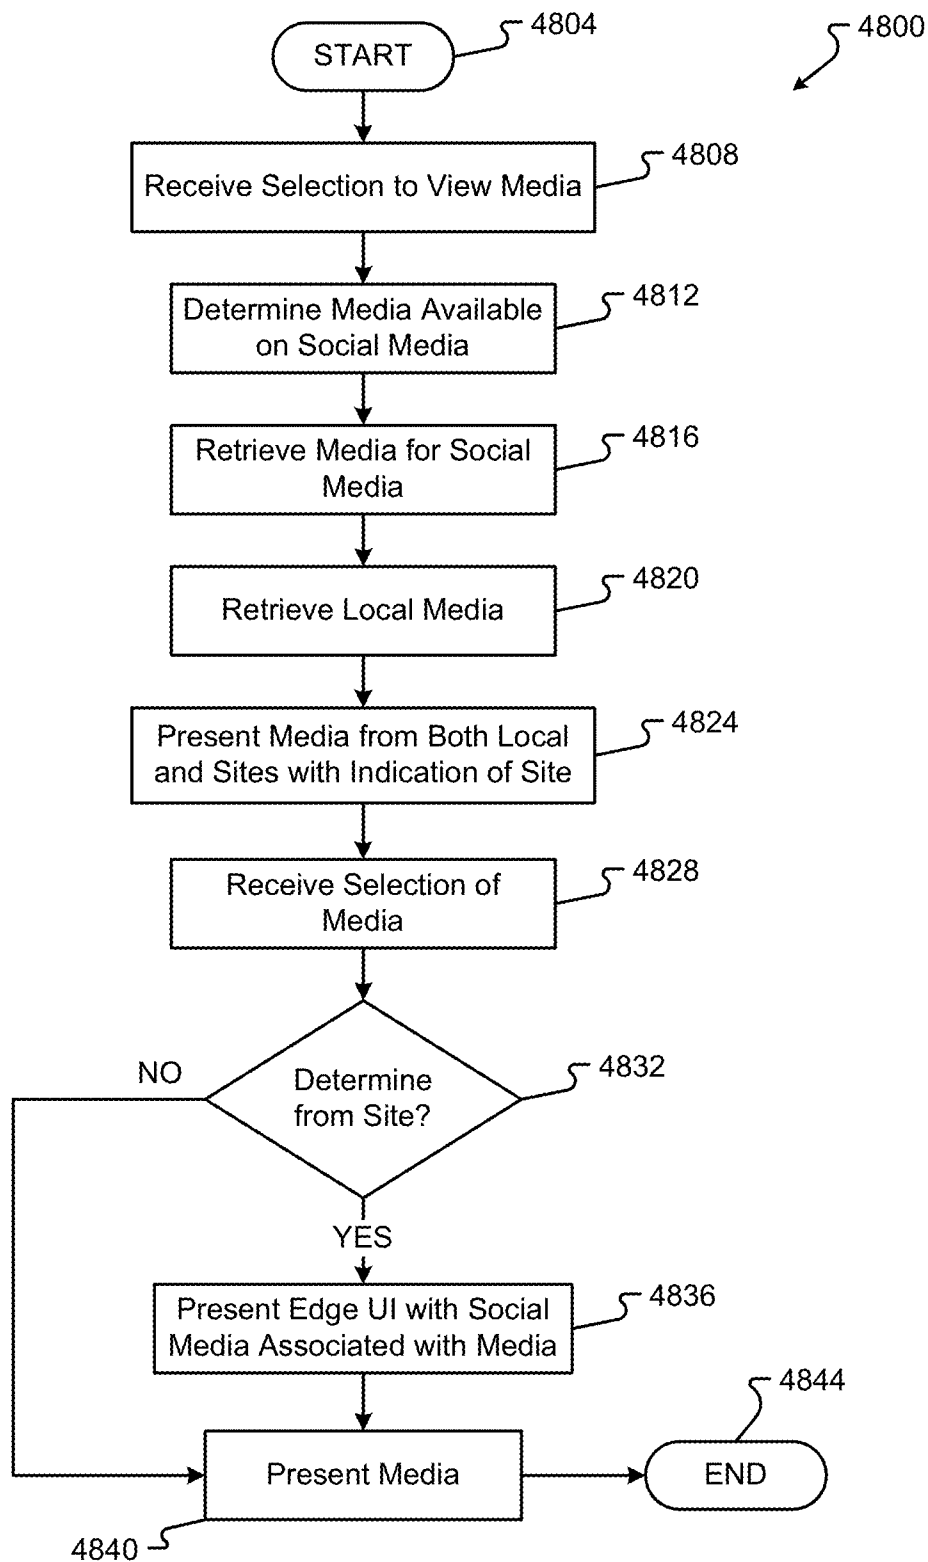 START
4804
4800
Receive Selection to View Media
4808
Determine Media Available
on Social Media
4812
Retrieve Media for Social
Media
4816
Retrieve Local Media
4820
Present Media from Both Local
and Sites with Indication of Site
4824
Receive Selection of
Media
4828
Determine
from Site?
4832
NO
YES
Present Edge UI with Social
Media Associated with Media
4836
Present Media
4840
END
4844